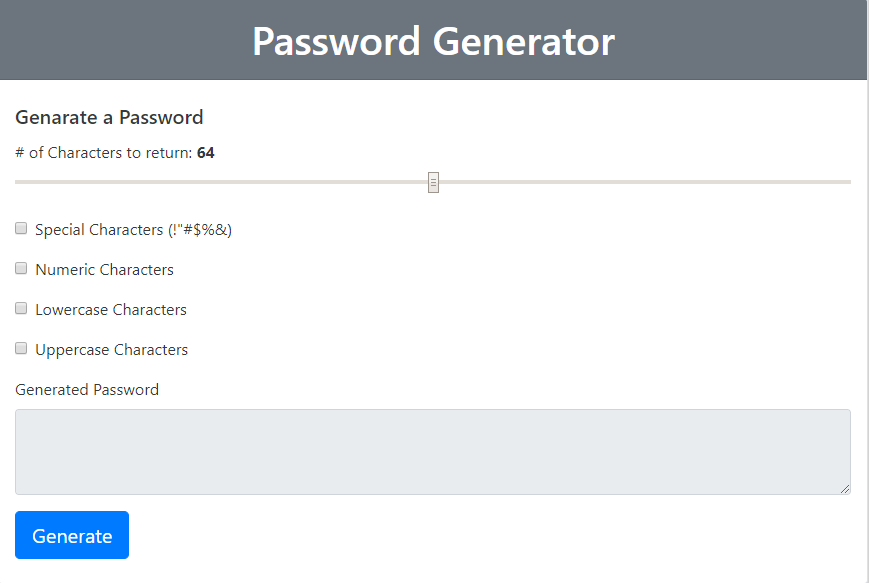 Password Generator
Genarate a Password
# of Characters to return: 64
Special Characters (!"#$%&)
Numeric Characters
Lowercase Characters
Uppercase Characters
Generated Password
Generate